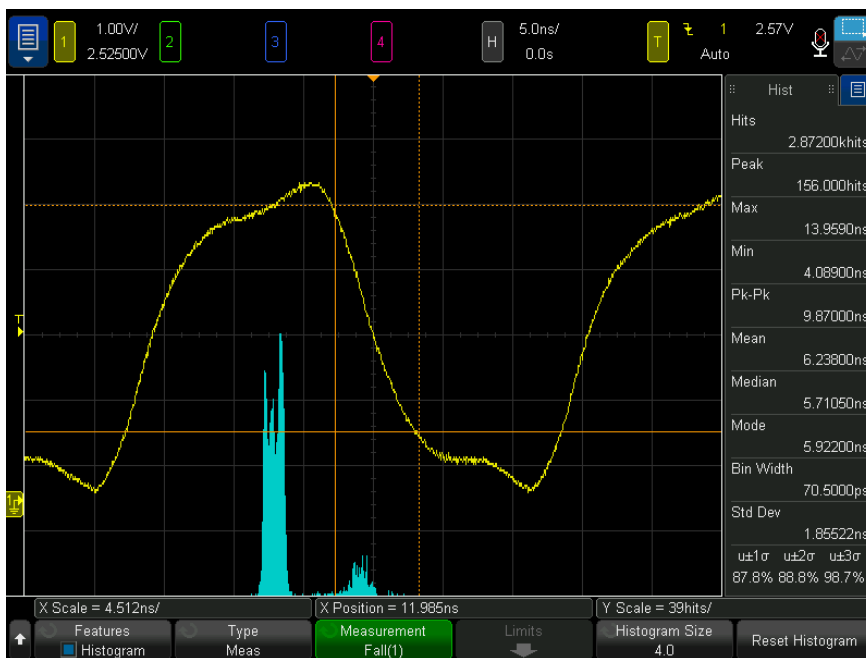 1
1.00V/
2.52500V
2
3
4
H
5.0ns/
0.0s
T
1
Auto
2.57V
T
1
Hist
Hits
2.87200khits
Peak
156.000hits
Max
13.9590ns
Min
4.08900ns
Pk-Pk
9.87000ns
Mean
6.23800ns
Median
5.71050ns
Mode
5.92200ns
Bin Width
70.5000ps
Std Dev
1.85522ns
u±1σ u±2σ u±3σ
87.8% 88.8% 98.7%
X Scale = 4.512ns/
X Position = 11.985ns
Y Scale = 39hits/
Features
Histogram
Type
Meas
Measurement
Fall(1)
Limits
Histogram Size
4.0
Reset Histogram